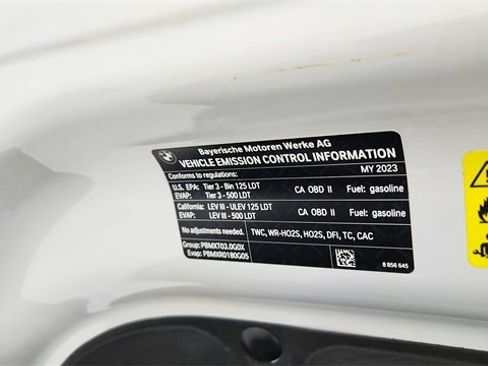 Bayerische Motoren Werke AG
VEHICLE EMISSION CONTROL INFORMATION
Conforms to regulations: MY 2023
U.S. EPA: Tier 3 - Bin 125 LDT CA OBD II Fuel: gasoline
EVAP: Tier 3 - 500 LDT
California: LEV III - ULEV 125 LDT CA OBD II Fuel: gasoline
EVAP: LEV III - 500 LDT
No adjustments needed. TWC, WR-HO2S, HO2S, DFI, TC, CAC
Group: PBMXT03.0G0X
Evap: PBMXR0180G05
8 856 645